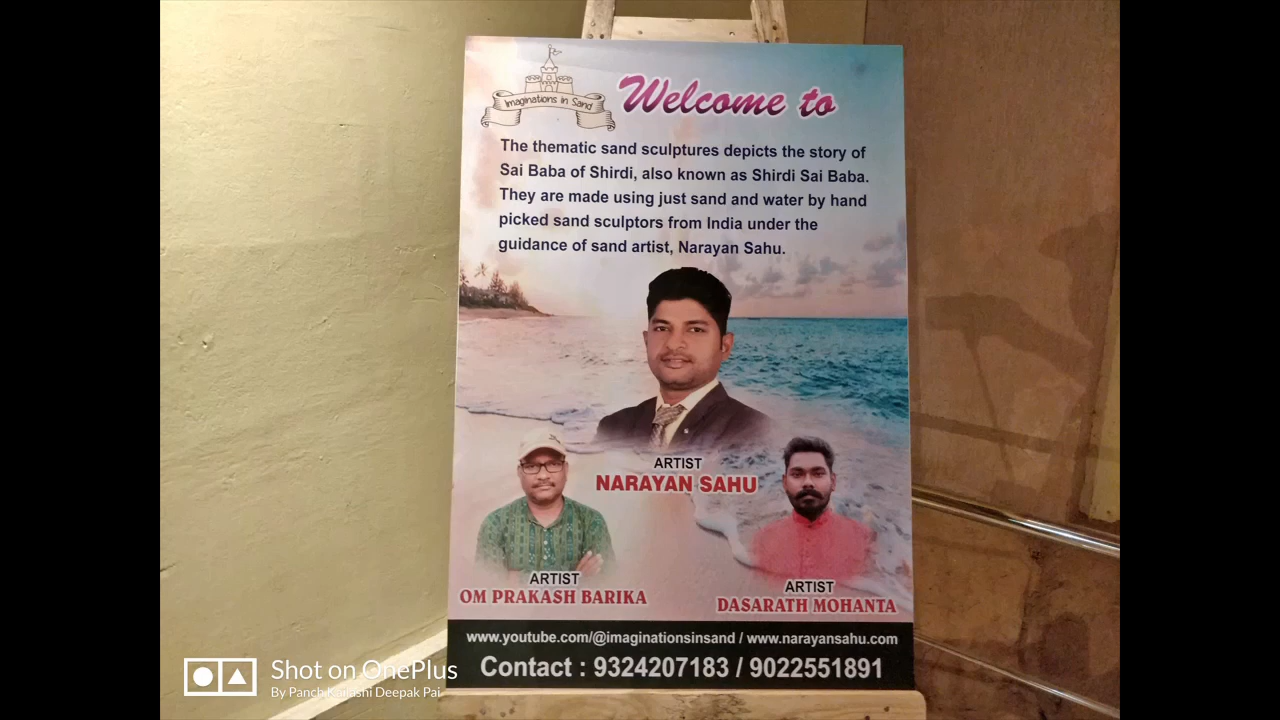 Imaginations in Sand
Welcome to
The thematic sand sculptures depicts the story of
Sai Baba of Shirdi, also known as Shirdi Sai Baba.
They are made using just sand and water by hand
picked sand sculptors from India under the
guidance of sand artist, Narayan Sahu.
ARTIST
NARAYAN SAHU
ARTIST
OM PRAKASH BARIKA
ARTIST
DASARATH MOHANTA
www.youtube.com/@imaginationsinsand / www.narayansahu.com
Contact : 9324207183 / 9022551891
Shot on OnePlus
By Panch Kailashi Deepak Pai